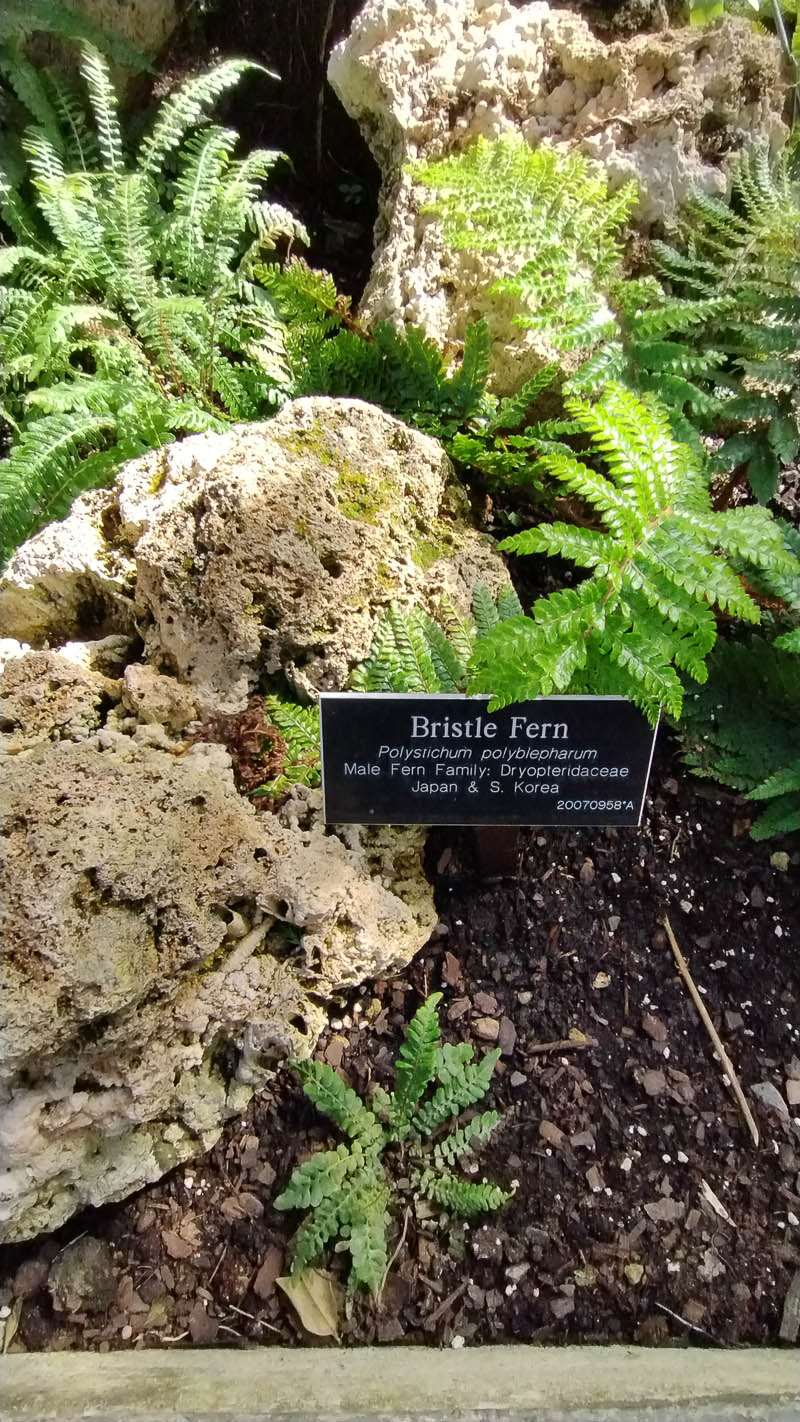 Bristle Fern
Polystichum polyblepharum
Male Fern Family: Dryopteridaceae
Japan & S. Korea
20070958*A